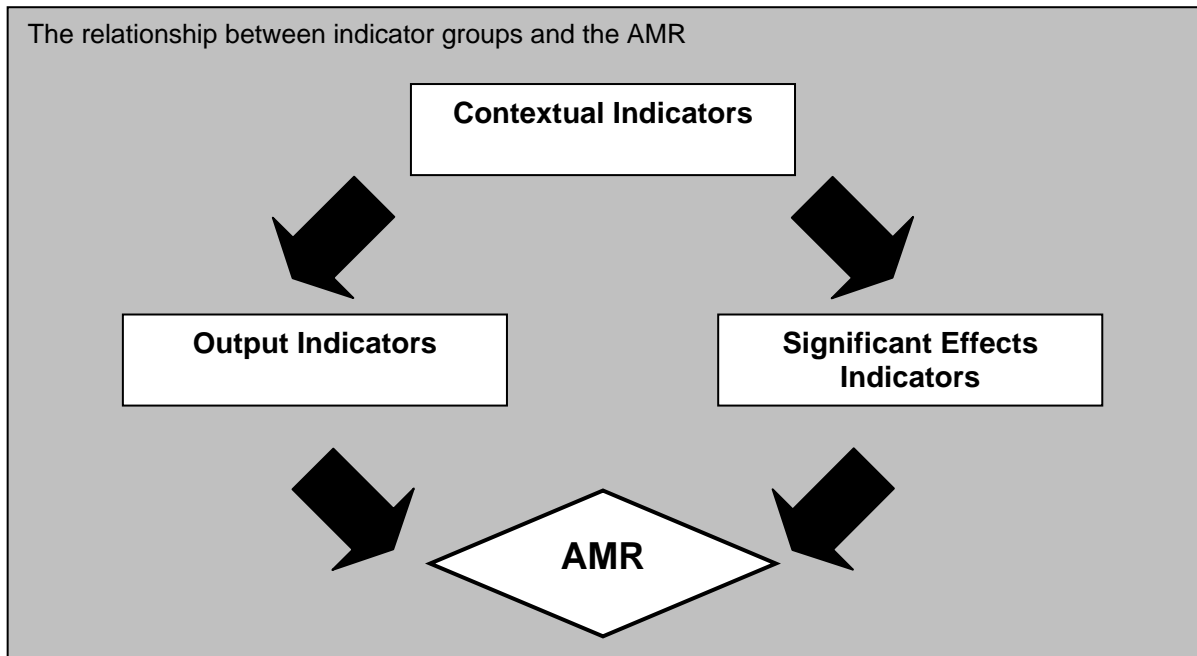 The relationship between indicator groups and the AMR
Contextual Indicators
Output Indicators
Significant Effects
Indicators
AMR